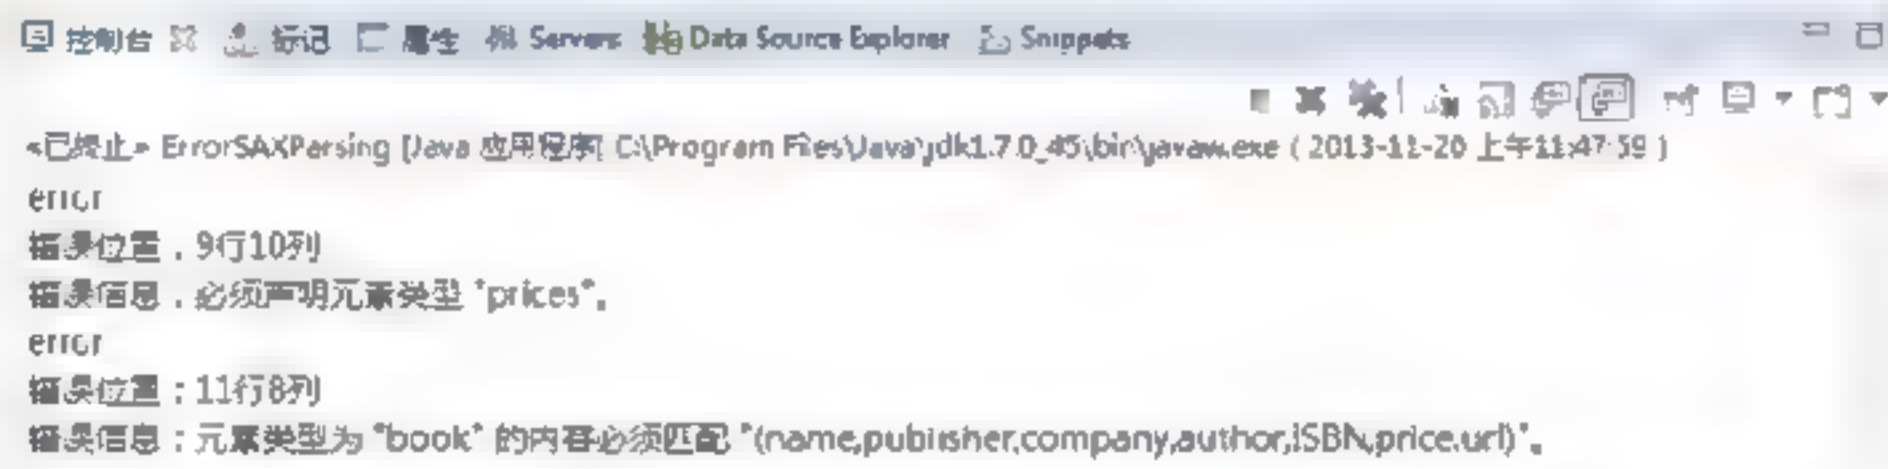 控制台 标记 属性 Servers Data Source Explorer Snippets
<已终止> ErrorSAXParsing [Java 应用程序] C:\Program Files\Java\jdk1.7.0_45\bin\javaw.exe ( 2013-11-20 上午11:47:59 )
error
错误位置：9行10列
错误信息：必须声明元素类型 "prices"。
error
错误位置：11行8列
错误信息：元素类型为 "book" 的内容必须匹配 "(name,publisher,company,author,ISBN,price,url)"。